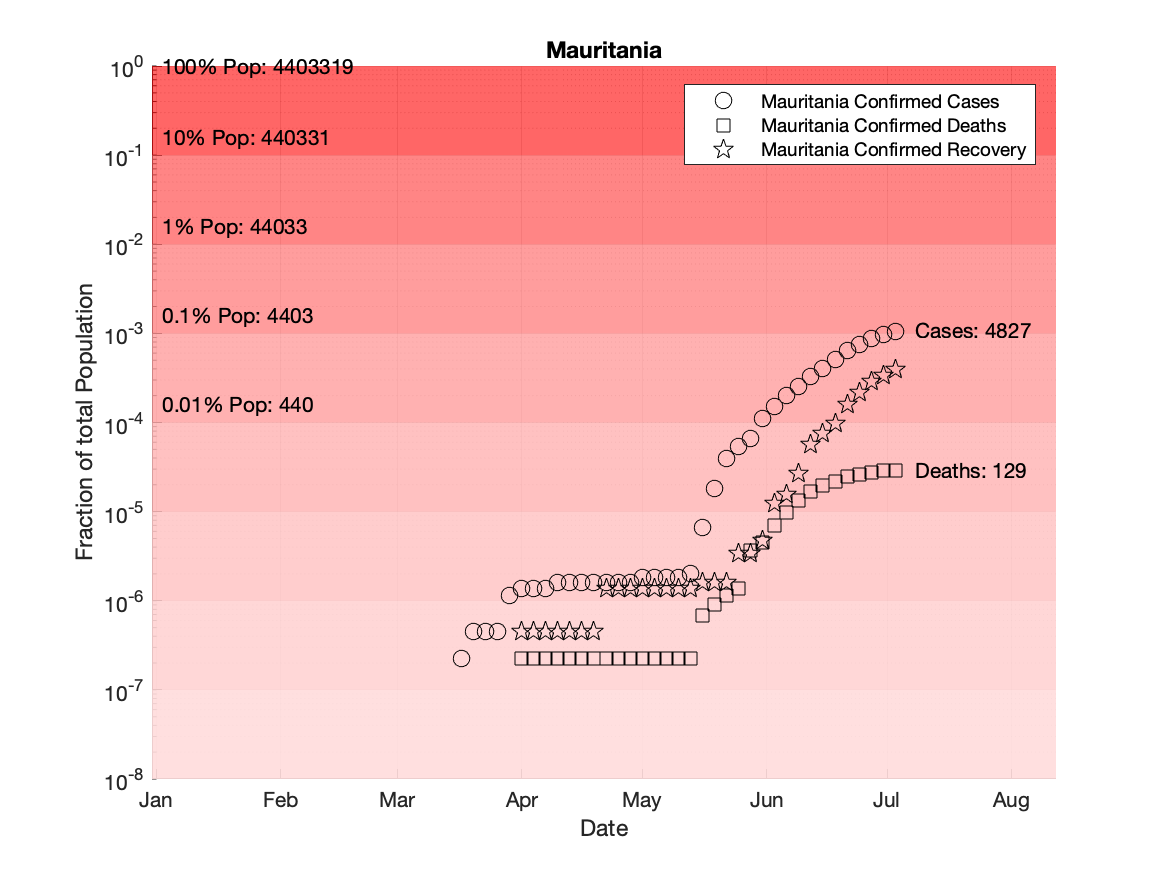 Mauritania
10^0
10^-1
10^-2
10^-3
10^-4
10^-5
10^-6
10^-7
10^-8
Fraction of total Population
100% Pop: 4403319
10% Pop: 440331
1% Pop: 44033
0.1% Pop: 4403
0.01% Pop: 440
Mauritania Confirmed Cases
Mauritania Confirmed Deaths
Mauritania Confirmed Recovery
Cases: 4827
Deaths: 129
Jan Feb Mar Apr May Jun Jul Aug
Date